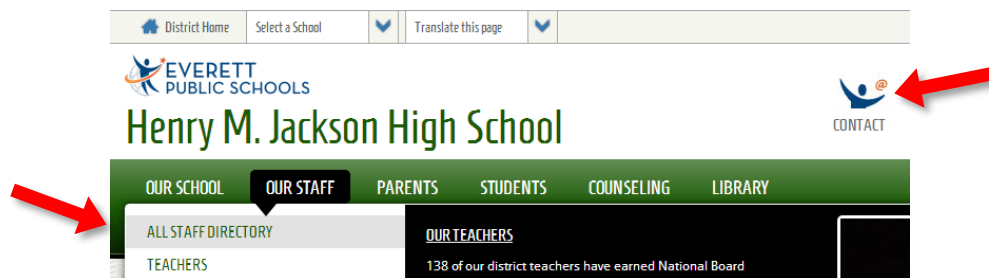 District Home Select a School Translate this page
EVERETT
PUBLIC SCHOOLS
@
Henry M. Jackson High School
CONTACT
OUR SCHOOL OUR STAFF PARENTS STUDENTS COUNSELING LIBRARY
ALL STAFF DIRECTORY
TEACHERS
OUR TEACHERS
138 of our district teachers have earned National Board